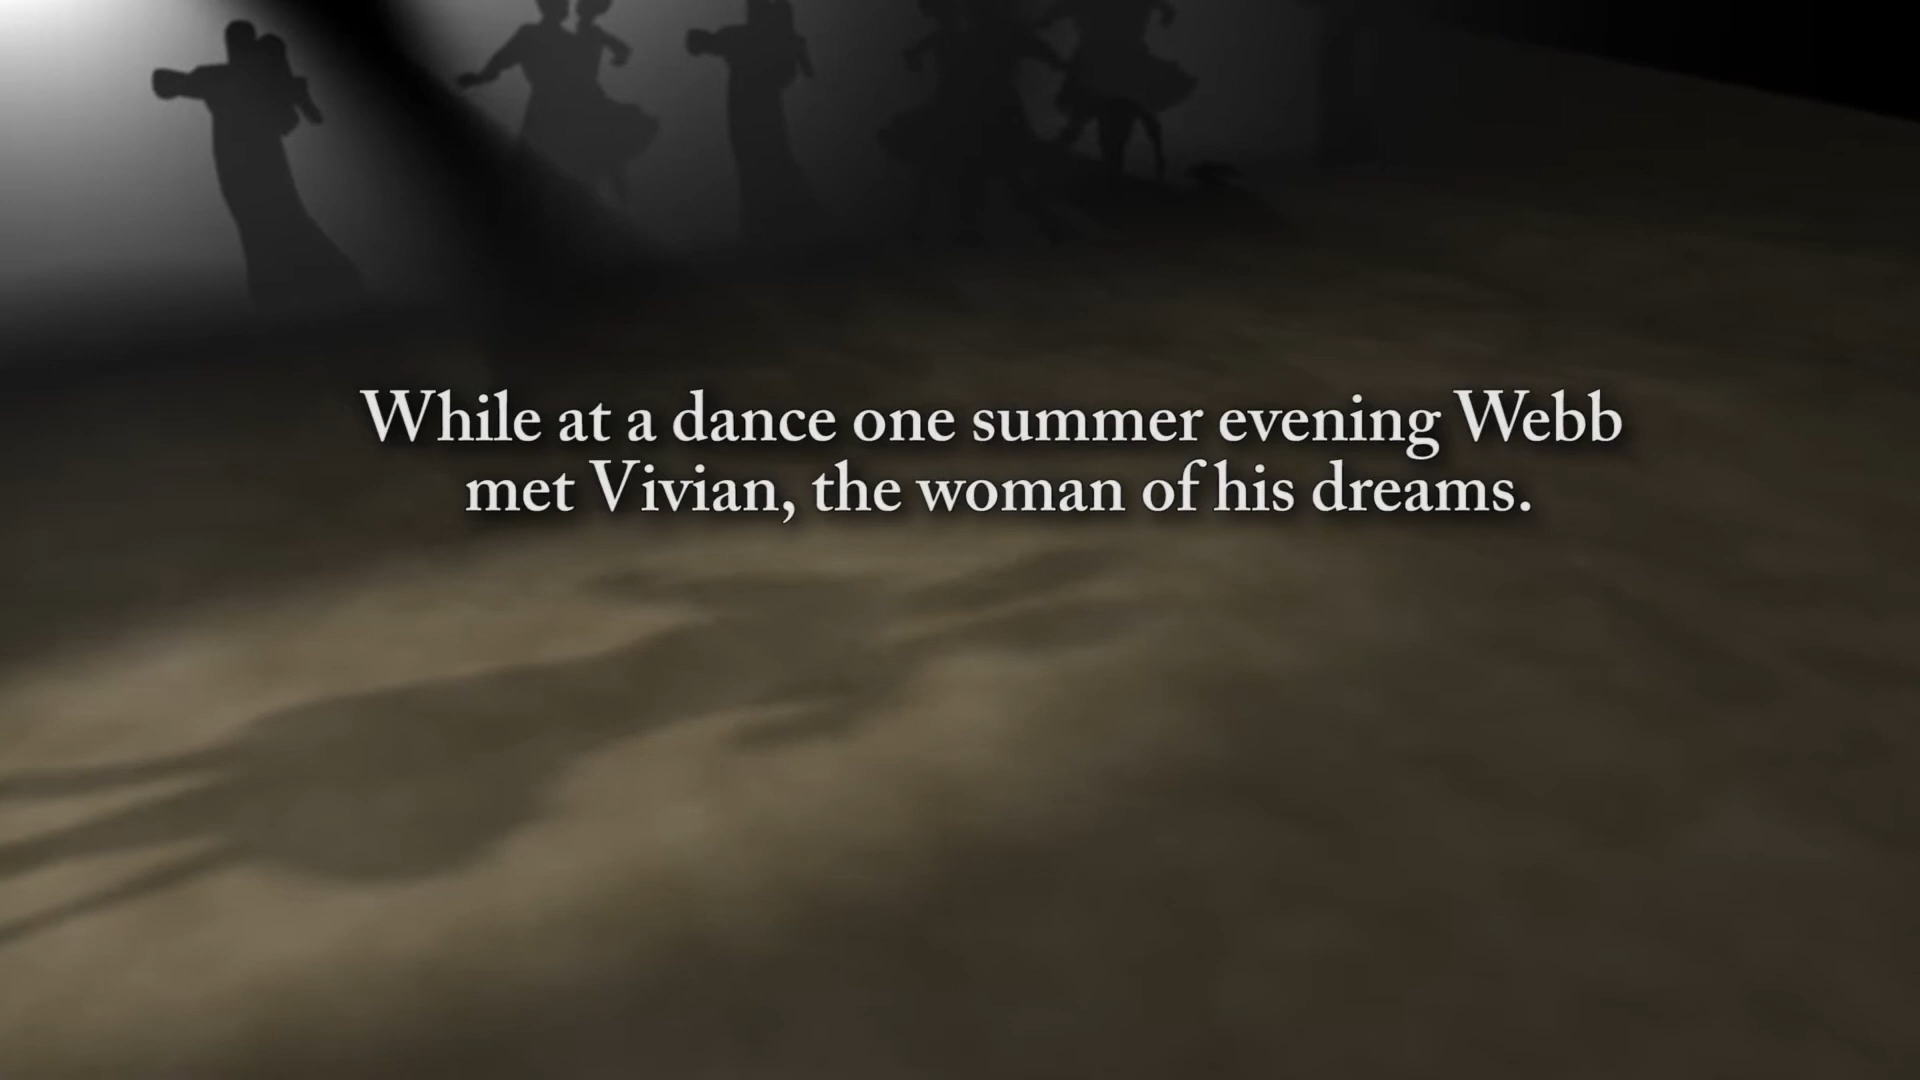 While at a dance one summer evening Webb
met Vivian, the woman of his dreams.